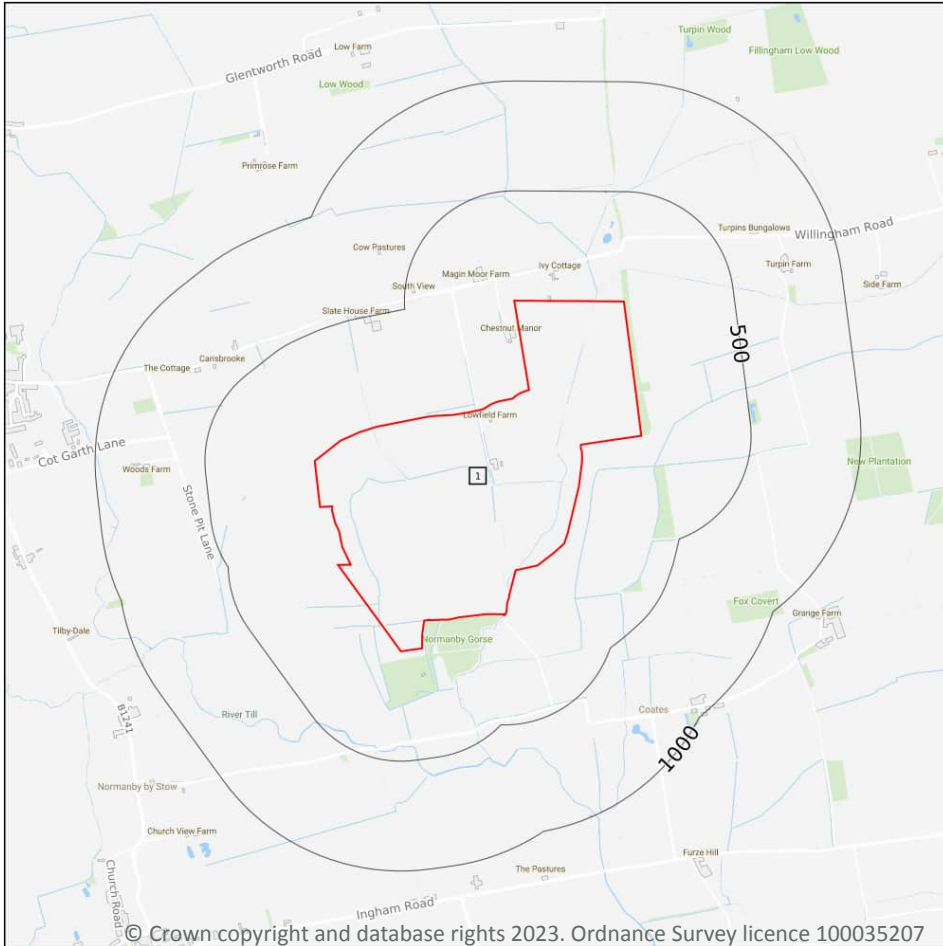 Turpin Wood
Fillingham Low Wood
Low Farm
Glentworth Road
Low Wood
Primrose Farm
Turpins Bungalows
Willingham Road
Cow Pastures
Ivy Cottage
Turpin Farm
Magin Moor Farm
Side Farm
South View
Slate House Farm
Chestnut Manor
500
Carisbrooke
The Cottage
Lowfield Farm
Cot Garth Lane
Woods Farm
New Plantation
1
Stone Pit Lane
Fox Covert
Grange Farm
Tilby-Dale
Normanby Gorse
River Till
Coates
B1241
1000
Normanby by Stow
Church View Farm
Furze Hill
The Pastures
Church Road
Ingham Road
© Crown copyright and database rights 2023. Ordnance Survey licence 100035207